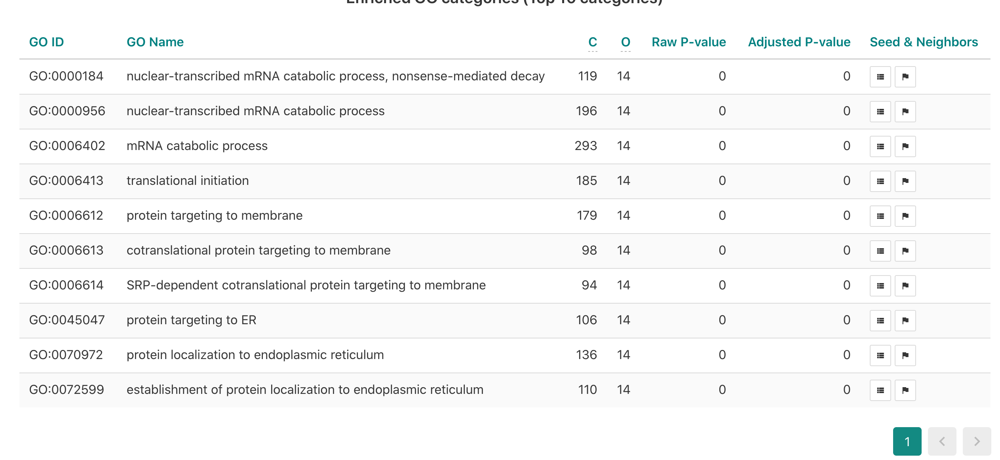 Enriched GO categories (Top 10 categories)
GO ID GO Name C O Raw P-value Adjusted P-value Seed & Neighbors
GO:0000184 nuclear-transcribed mRNA catabolic process, nonsense-mediated decay 119 14 0 0
GO:0000956 nuclear-transcribed mRNA catabolic process 196 14 0 0
GO:0006402 mRNA catabolic process 293 14 0 0
GO:0006413 translational initiation 185 14 0 0
GO:0006612 protein targeting to membrane 179 14 0 0
GO:0006613 cotranslational protein targeting to membrane 98 14 0 0
GO:0006614 SRP-dependent cotranslational protein targeting to membrane 94 14 0 0
GO:0045047 protein targeting to ER 106 14 0 0
GO:0070972 protein localization to endoplasmic reticulum 136 14 0 0
GO:0072599 establishment of protein localization to endoplasmic reticulum 110 14 0 0
1